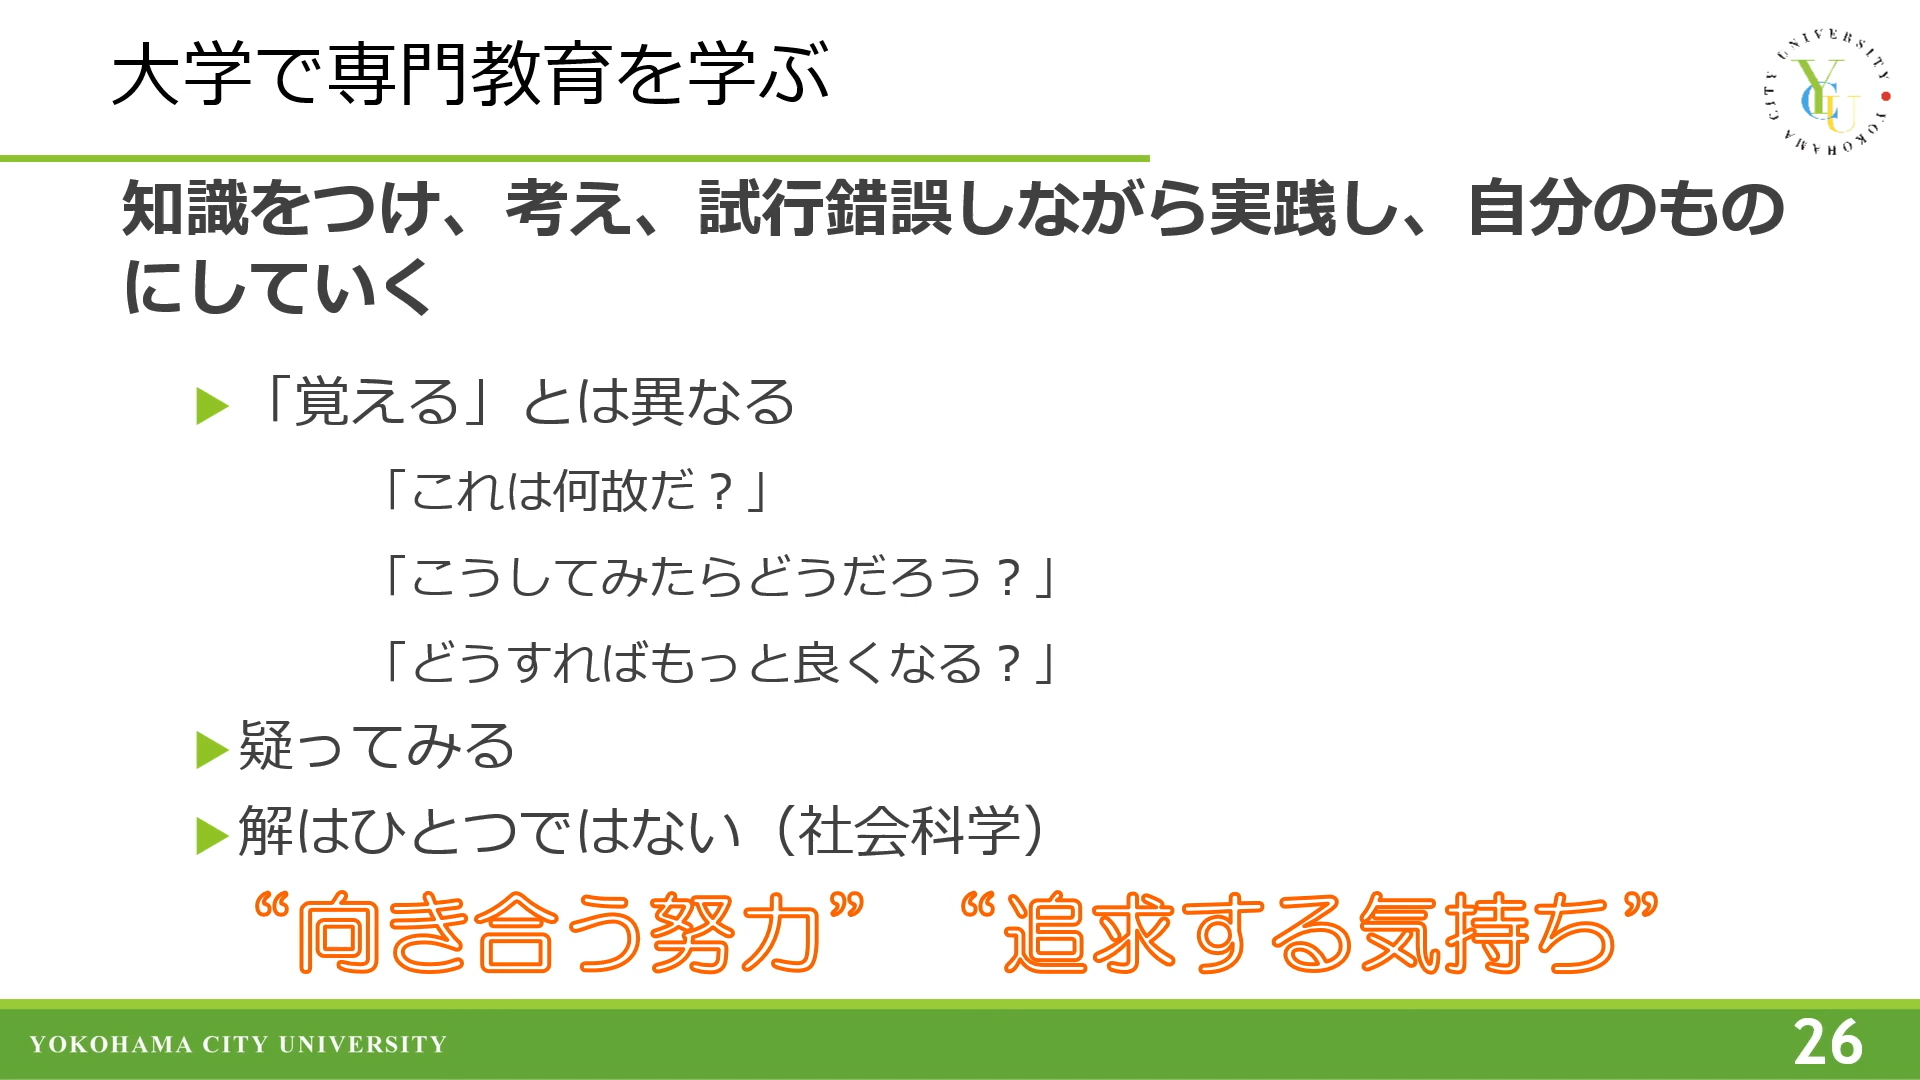 大学で専門教育を学ぶ
YOKOHAMA CITY UNIVERSITY
YCU
知識をつけ、考え、試行錯誤しながら実践し、自分のもの
にしていく
▶「覚える」とは異なる
「これは何故だ？」
「こうしてみたらどうだろう？」
「どうすればもっと良くなる？」
▶疑ってみる
▶解はひとつではない（社会科学）
“向き合う努力”　“追求する気持ち”
YOKOHAMA CITY UNIVERSITY
26